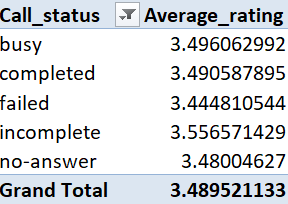 Call_status Average_rating
busy 3.496062992
completed 3.490587895
failed 3.444810544
incomplete 3.556571429
no-answer 3.48004627
Grand Total 3.489521133